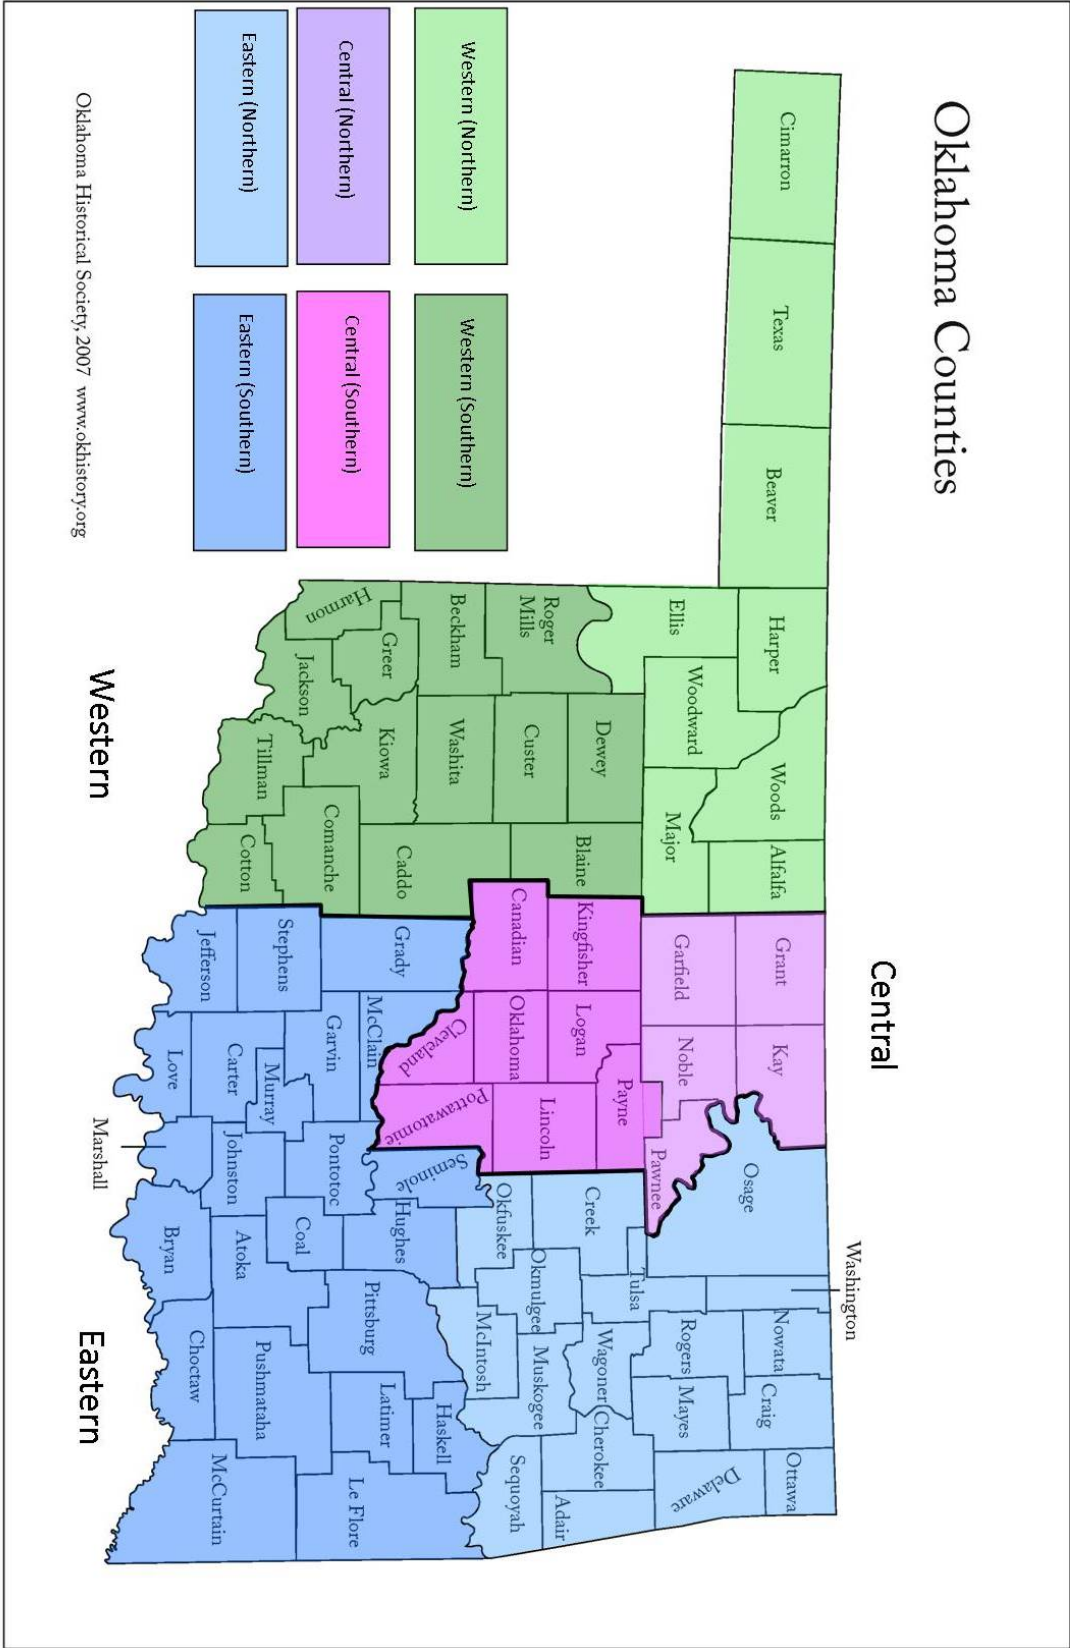 Oklahoma Counties
Central
Washington
Cimarron
Texas
Beaver
Harper
Woods
Alfalfa
Grant
Kay
Osage
Nowata
Craig
Ottawa
Ellis
Woodward
Major
Garfield
Noble
Pawnee
Rogers
Mayes
Delaware
Roger
Mills
Dewey
Blaine
Kingfisher
Logan
Payne
Creek
Tulsa
Wagoner
Cherokee
Adair
Custer
Canadian
Oklahoma
Lincoln
Okfuskee
Okmulgee
Muskogee
Sequoyah
Beckham
Washita
Caddo
Cleveland
Pottawatomie
Seminole
McIntosh
Haskell
Harmon
Greer
Kiowa
Comanche
Grady
McClain
Hughes
Pittsburg
Latimer
Le Flore
Jackson
Tillman
Cotton
Stephens
Garvin
Murray
Pontotoc
Coal
Pushmataha
Jefferson
Carter
Love
Johnston
Atoka
Bryan
Choctaw
McCurtain
Marshall
Western (Northern)
Western (Southern)
Central (Northern)
Central (Southern)
Eastern (Northern)
Eastern (Southern)
Western
Eastern
Oklahoma Historical Society, 2007 www.okhistory.org